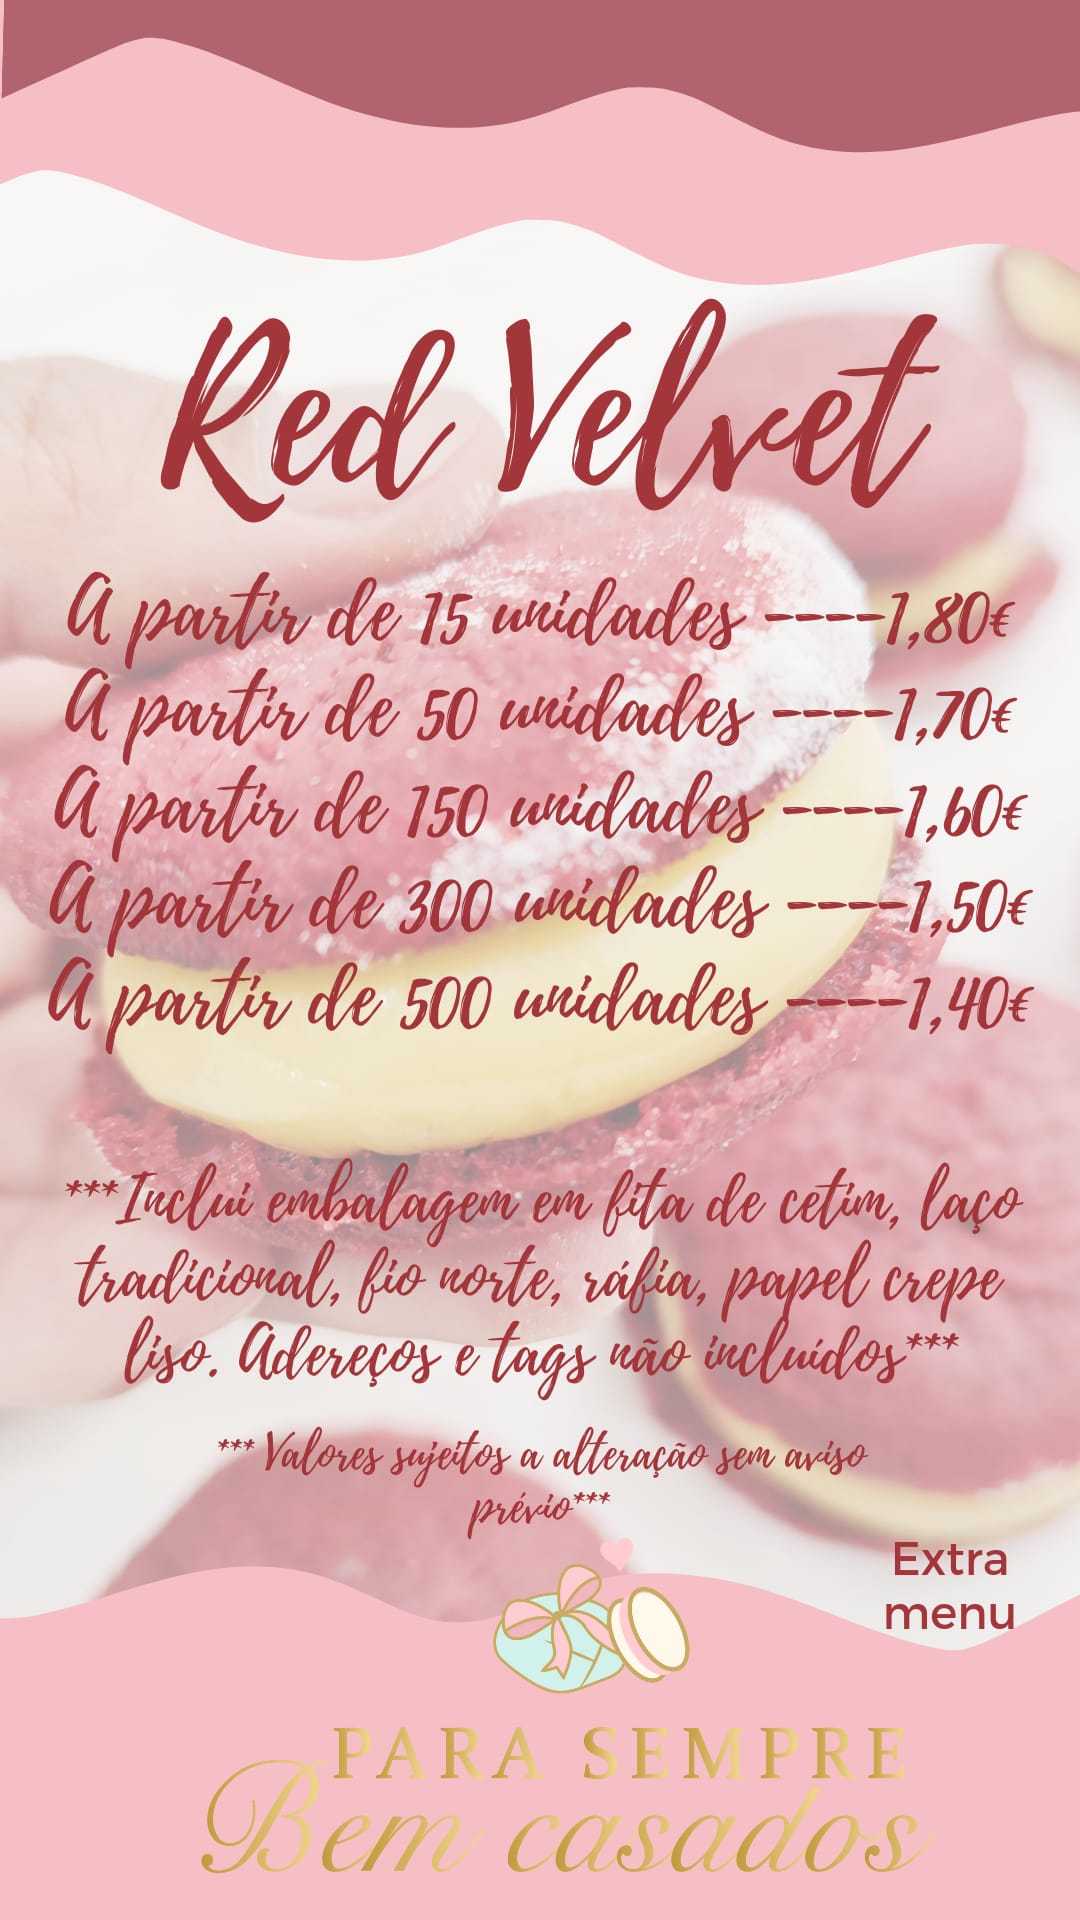 Red Velvet
A partir de 15 unidades ----1,80€
A partir de 50 unidades ----1,70€
A partir de 150 unidades ----1,60€
A partir de 300 unidades ----1,50€
A partir de 500 unidades ----1,40€
***Inclui embalagem em fita de cetim, laço
tradicional, fio norte, ráfia, papel crepe
liso. Adereços e tags não incluídos***
*** Valores sujeitos a alteração sem aviso
prévio***
Extra
menu
PARA SEMPRE
Bem casados